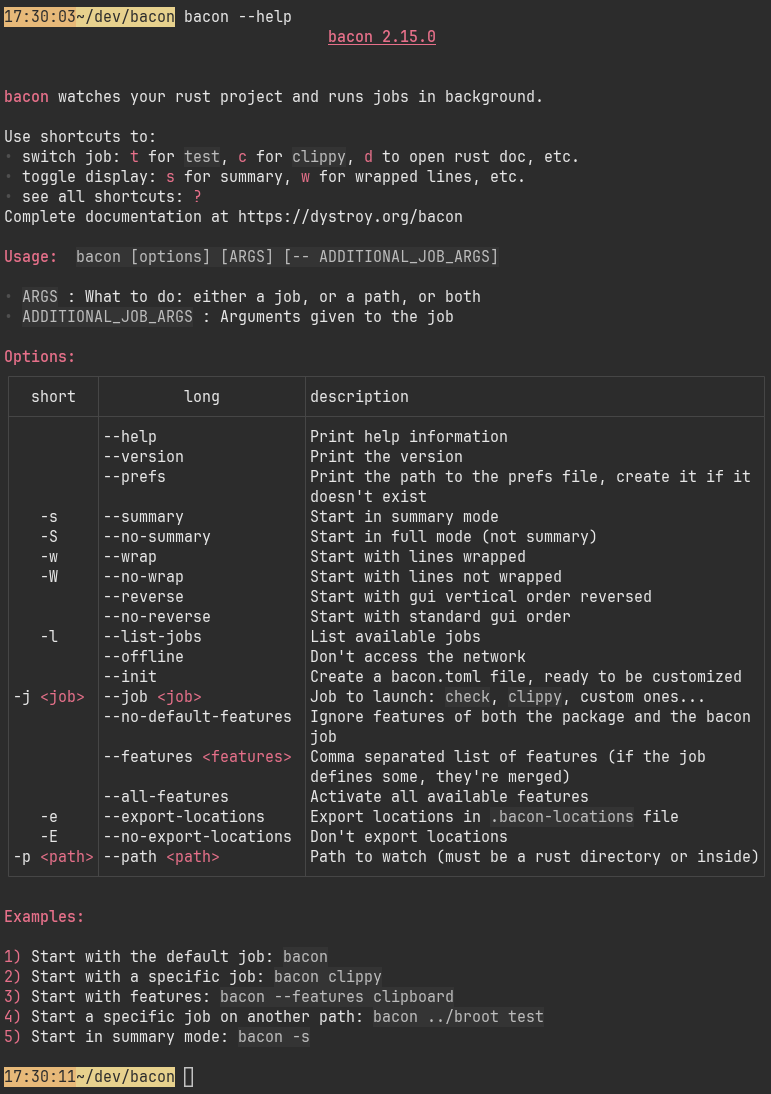 17:30:03~/dev/bacon bacon --help
bacon 2.15.0
bacon watches your rust project and runs jobs in background.
Use shortcuts to:
• switch job: t for test, c for clippy, d to open rust doc, etc.
• toggle display: s for summary, w for wrapped lines, etc.
• see all shortcuts: ?
Complete documentation at https://dystroy.org/bacon
Usage: bacon [options] [ARGS] [-- ADDITIONAL_JOB_ARGS]
• ARGS : What to do: either a job, or a path, or both
• ADDITIONAL_JOB_ARGS : Arguments given to the job
Options:
short long description
--help Print help information
--version Print the version
--prefs Print the path to the prefs file, create it if it
doesn't exist
-s --summary Start in summary mode
-S --no-summary Start in full mode (not summary)
-w --wrap Start with lines wrapped
-W --no-wrap Start with lines not wrapped
--reverse Start with gui vertical order reversed
--no-reverse Start with standard gui order
-l --list-jobs List available jobs
--offline Don't access the network
--init Create a bacon.toml file, ready to be customized
-j <job> --job <job> Job to launch: check, clippy, custom ones...
--no-default-features Ignore features of both the package and the bacon
job
--features <features> Comma separated list of features (if the job
defines some, they're merged)
--all-features Activate all available features
-e --export-locations Export locations in .bacon-locations file
-E --no-export-locations Don't export locations
-p <path> --path <path> Path to watch (must be a rust directory or inside)
Examples:
1) Start with the default job: bacon
2) Start with a specific job: bacon clippy
3) Start with features: bacon --features clipboard
4) Start a specific job on another path: bacon ../broot test
5) Start in summary mode: bacon -s
17:30:11~/dev/bacon